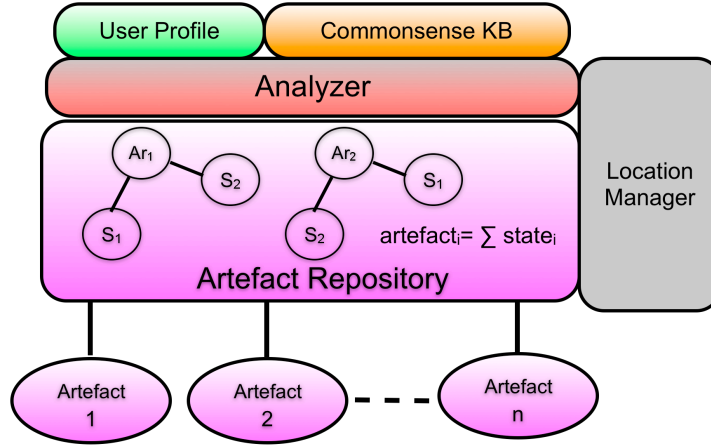 User Profile
Commonsense KB
Analyzer
Location
Manager
Ar₁
S₂
S₁
Ar₂
S₁
S₂
artefactᵢ= ∑ stateᵢ
Artefact Repository
Artefact
1
Artefact
2
Artefact
n